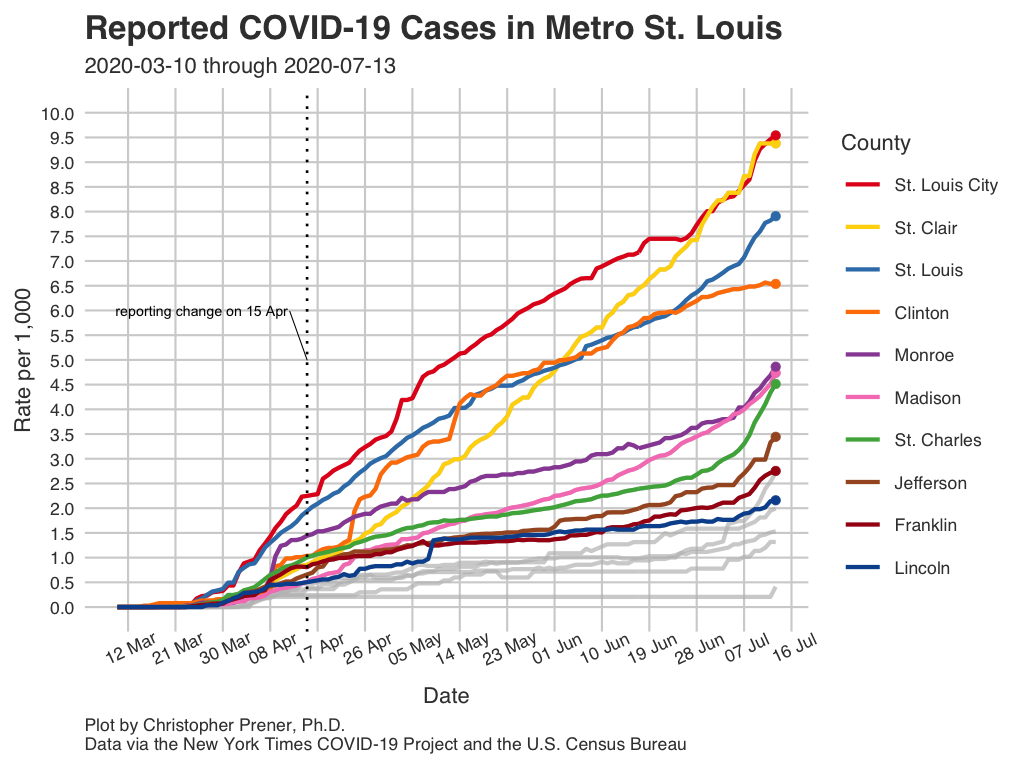 Reported COVID-19 Cases in Metro St. Louis
2020-03-10 through 2020-07-13
10.0
9.5
9.0
8.5
8.0
7.5
7.0
6.5
6.0
5.5
5.0
4.5
4.0
3.5
3.0
2.5
2.0
1.5
1.0
0.5
0.0
Rate per 1,000
reporting change on 15 Apr
12 Mar
21 Mar
30 Mar
08 Apr
17 Apr
26 Apr
05 May
14 May
23 May
01 Jun
10 Jun
19 Jun
28 Jun
07 Jul
16 Jul
Date
County
St. Louis City
St. Clair
St. Louis
Clinton
Monroe
Madison
St. Charles
Jefferson
Franklin
Lincoln
Plot by Christopher Prener, Ph.D.
Data via the New York Times COVID-19 Project and the U.S. Census Bureau